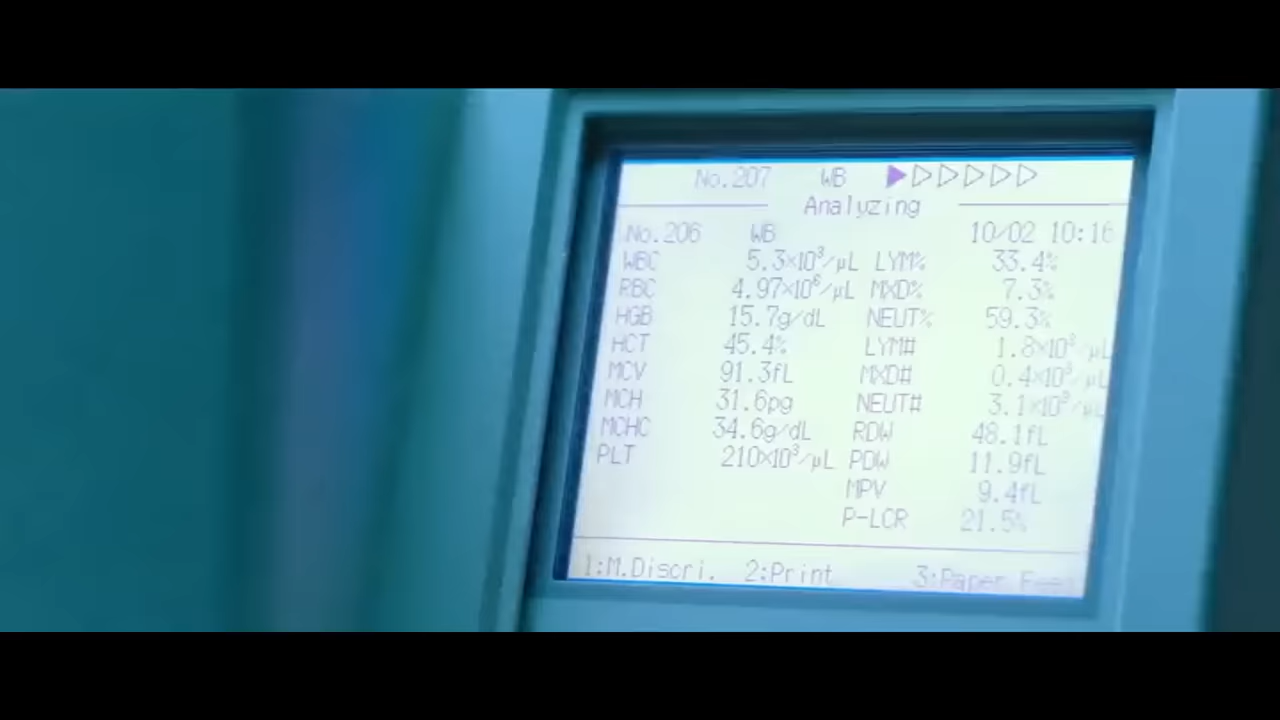 No.207 WB
Analyzing
No.206 WB 10/02 10:16
WBC 5.3×10³/μL LYM% 33.4%
RBC 4.97×10⁶/μL MXD% 7.3%
HGB 15.7g/dL NEUT% 59.3%
HCT 45.4% LYM# 1.8×10³/μL
MCV 91.3fL MXD# 0.4×10³/μL
MCH 31.6pg NEUT# 3.1×10³/μL
MCHC 34.6g/dL RDW 48.1fL
PLT 210×10³/μL PDW 11.9fL
MPV 9.4fL
P-LCR 21.5%
1:M.Discri. 2:Print 3:Paper Feed